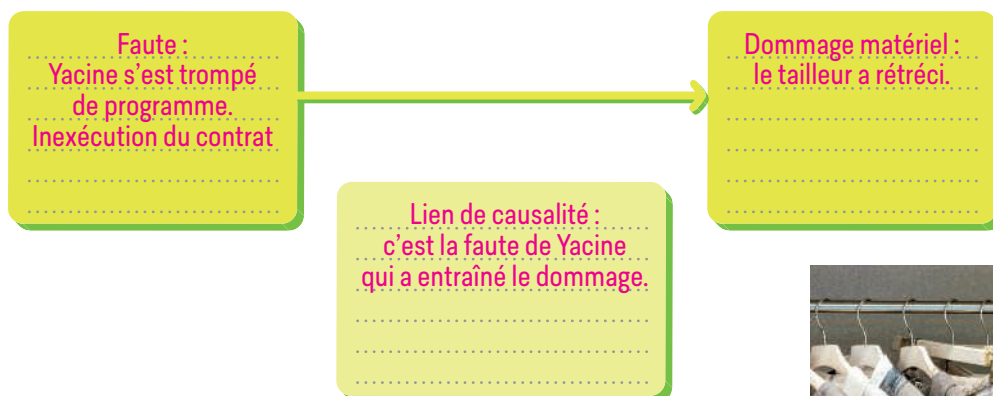 Faute :
Yacine s’est trompé
de programme.
Inexécution du contrat
Dommage matériel :
le tailleur a rétréci.
Lien de causalité :
c’est la faute de Yacine
qui a entraîné le dommage.